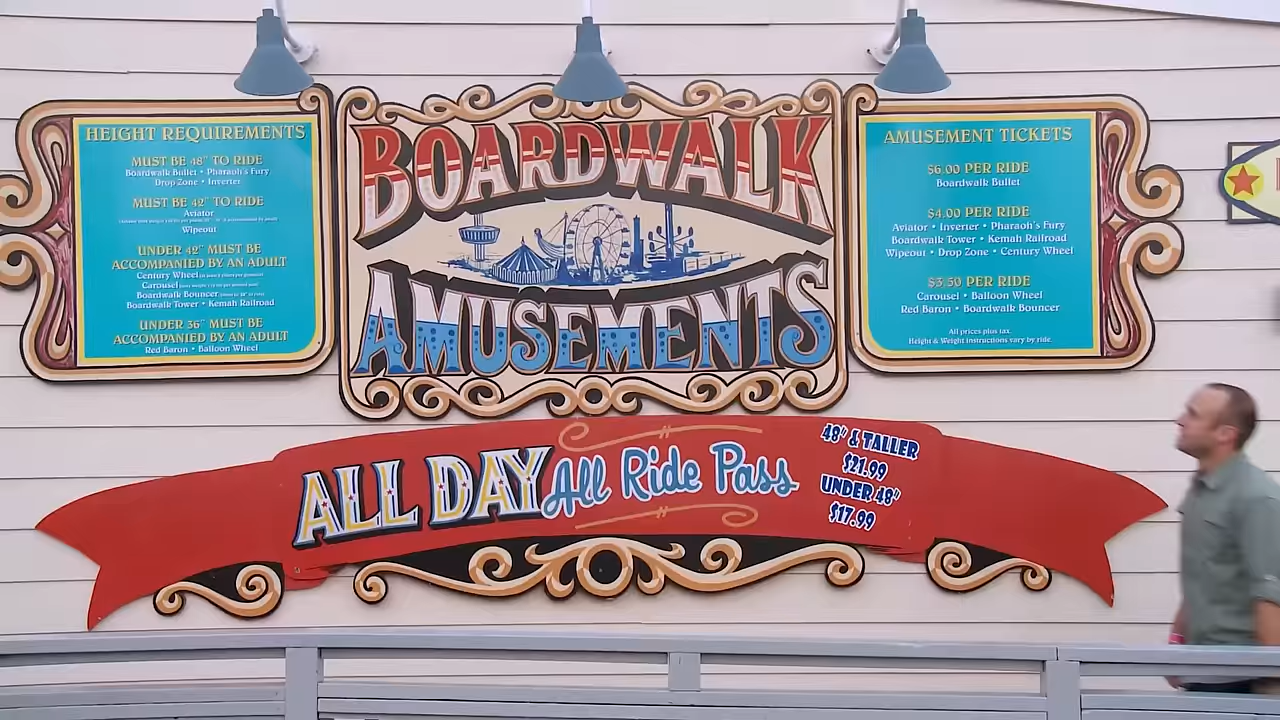 HEIGHT REQUIREMENTS
MUST BE 48" TO RIDE
Boardwalk Bullet • Pharaoh's Fury
Drop Zone • Inverter
MUST BE 42" TO RIDE
Aviator
Wipeout
UNDER 42" MUST BE
ACCOMPANIED BY AN ADULT
Century Wheel
Carousel
Boardwalk Bouncer
Boardwalk Tower • Kemah Railroad
UNDER 36" MUST BE
ACCOMPANIED BY AN ADULT
Red Baron • Balloon Wheel
BOARDWALK
AMUSEMENTS
AMUSEMENT TICKETS
$6.00 PER RIDE
Boardwalk Bullet
$4.00 PER RIDE
Aviator • Inverter • Pharaoh's Fury
Boardwalk Tower • Kemah Railroad
Wipeout • Drop Zone • Century Wheel
$3.50 PER RIDE
Carousel • Balloon Wheel
Red Baron • Boardwalk Bouncer
All prices plus tax.
Height & Weight instructions vary by ride.
ALL DAY All Ride Pass
48" & TALLER
$21.99
UNDER 48"
$17.99